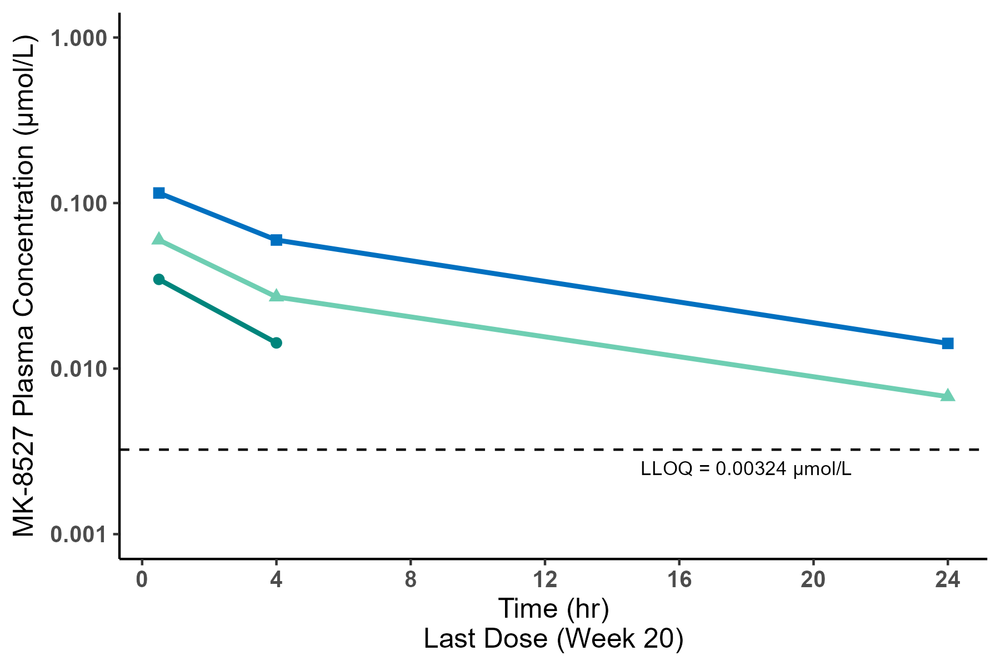 MK-8527 Plasma Concentration (μmol/L)
1.000
0.100
0.010
0.001
LLOQ = 0.00324 μmol/L
0 4 8 12 16 20 24
Time (hr)
Last Dose (Week 20)